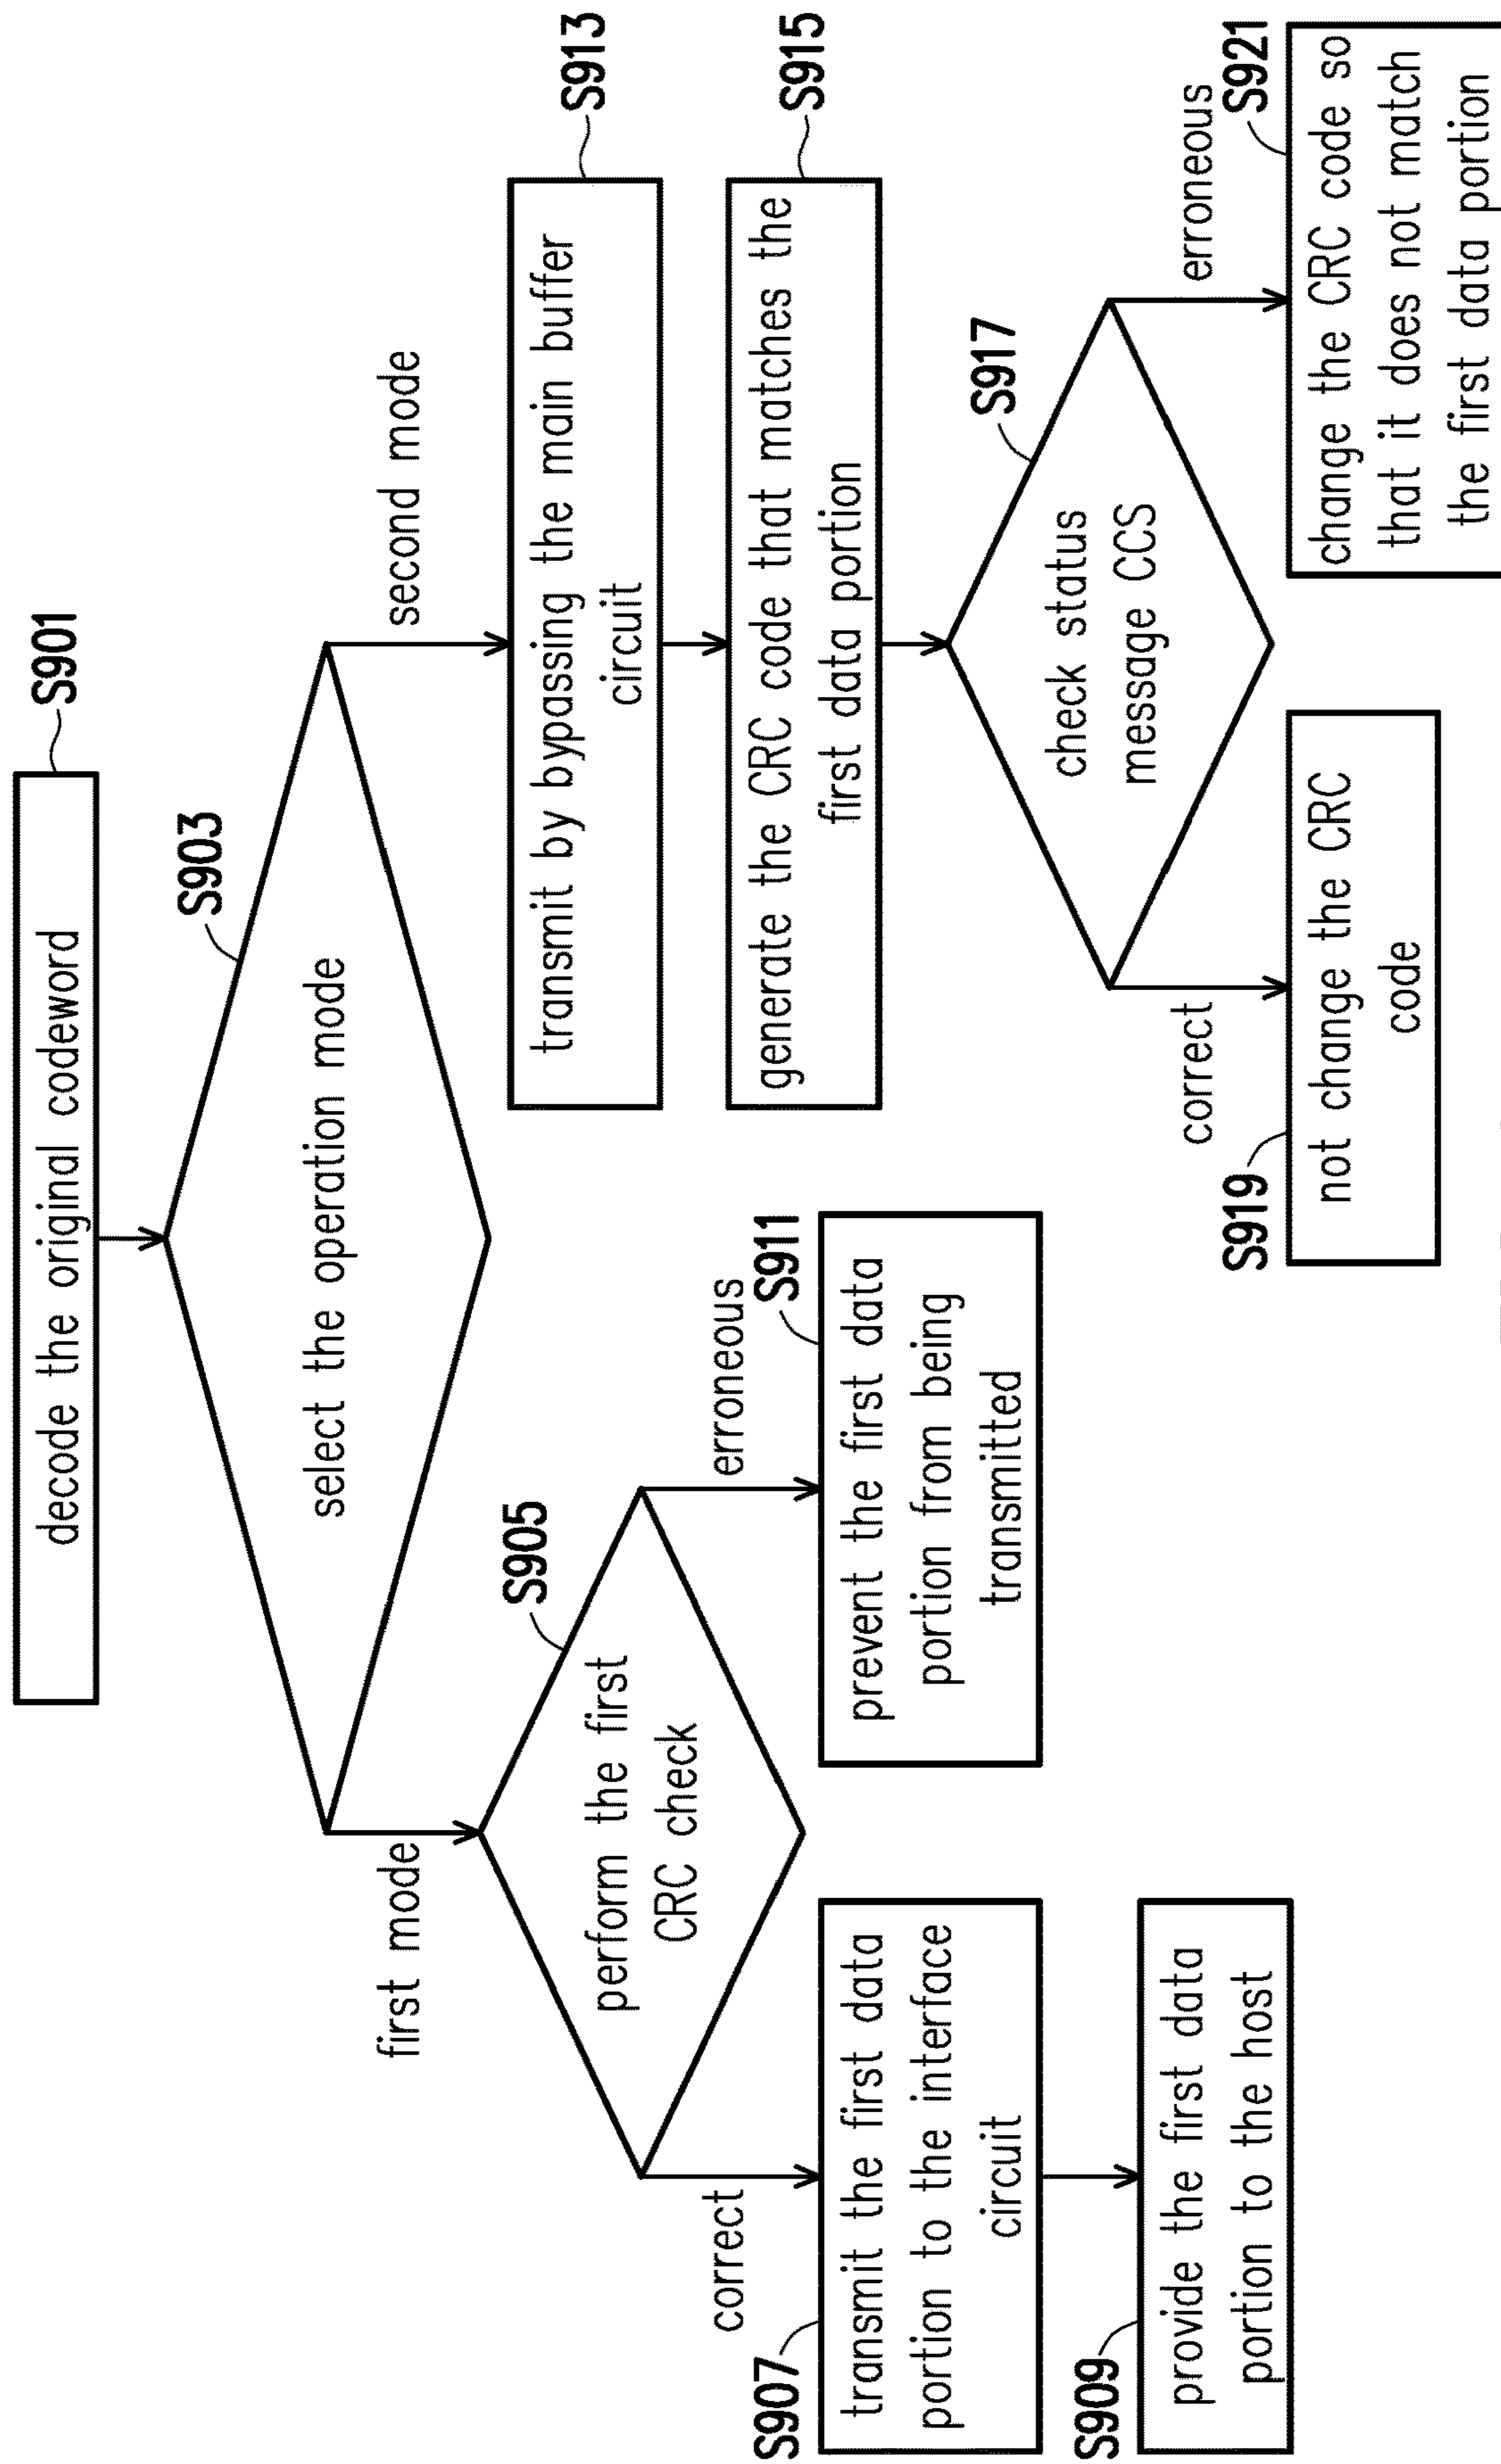 decode the original codeword
S901
select the operation mode
S903
first mode
second mode
perform the first
CRC check
S905
correct
erroneous
S907
transmit the first data
portion to the interface
circuit
S909
provide the first data
portion to the host
S911
prevent the first data
portion from being
transmitted
transmit by bypassing the main buffer
circuit
S913
generate the CRC code that matches the
first data portion
S915
check status
message CCS
S917
correct
erroneous
S919
not change the CRC
code
S921
change the CRC code so
that it does not match
the first data portion